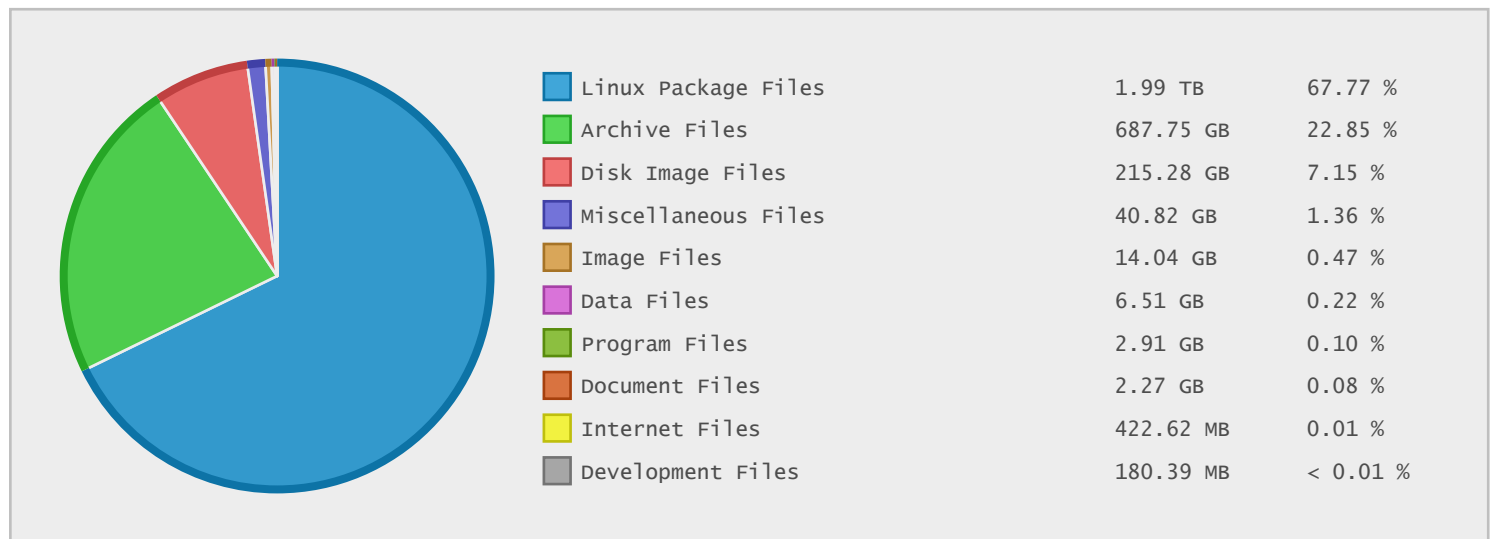 Linux Package Files 1.99 TB 67.77 %
Archive Files 687.75 GB 22.85 %
Disk Image Files 215.28 GB 7.15 %
Miscellaneous Files 40.82 GB 1.36 %
Image Files 14.04 GB 0.47 %
Data Files 6.51 GB 0.22 %
Program Files 2.91 GB 0.10 %
Document Files 2.27 GB 0.08 %
Internet Files 422.62 MB 0.01 %
Development Files 180.39 MB < 0.01 %